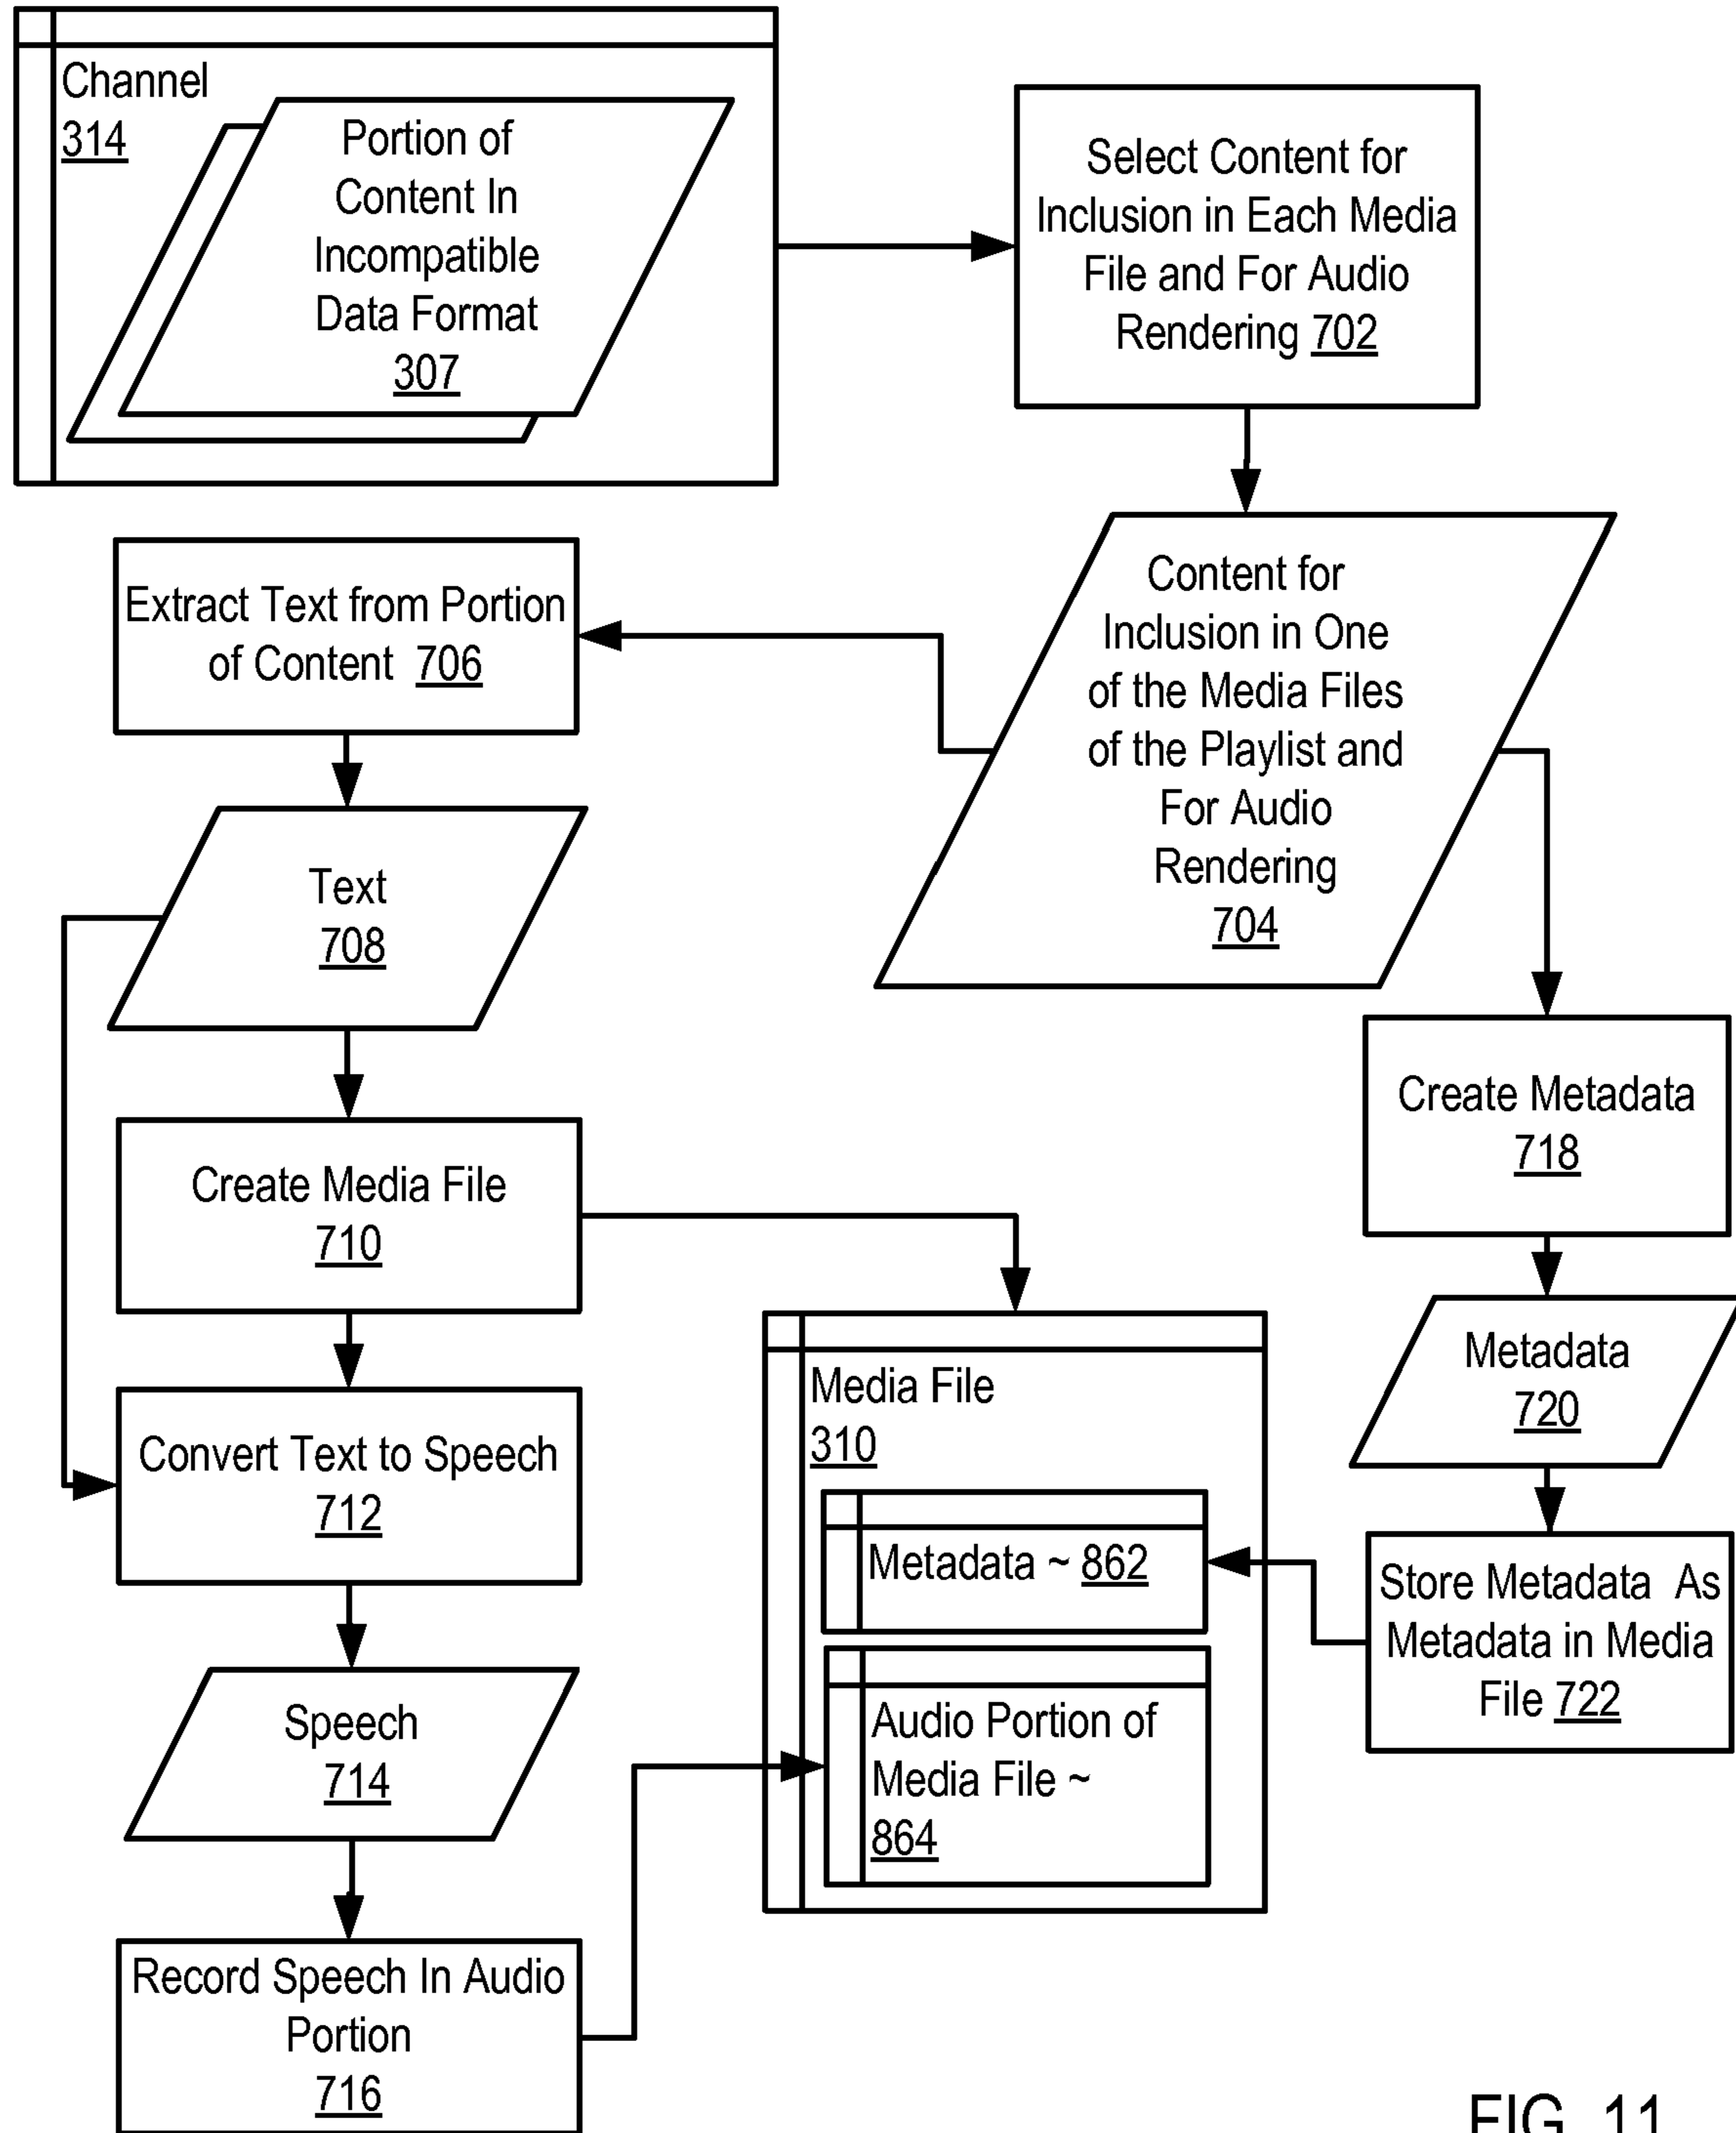 Channel
314
Portion of
Content In
Incompatible
Data Format
307
Select Content for
Inclusion in Each Media
File and For Audio
Rendering 702
Content for
Inclusion in One
of the Media Files
of the Playlist and
For Audio
Rendering
704
Extract Text from Portion
of Content 706
Text
708
Create Media File
710
Convert Text to Speech
712
Speech
714
Record Speech In Audio
Portion
716
Create Metadata
718
Metadata
720
Store Metadata As
Metadata in Media
File 722
Media File
310
Metadata ~ 862
Audio Portion of
Media File ~
864
FIG. 11